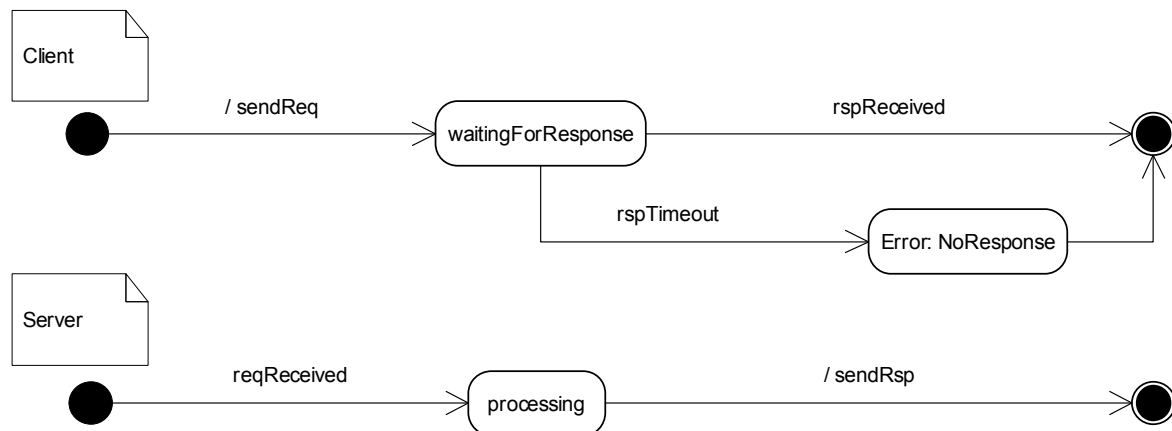 Client
/ sendReq
rspReceived
waitingForResponse
rspTimeout
Error: NoResponse
Server
reqReceived
/ sendRsp
processing